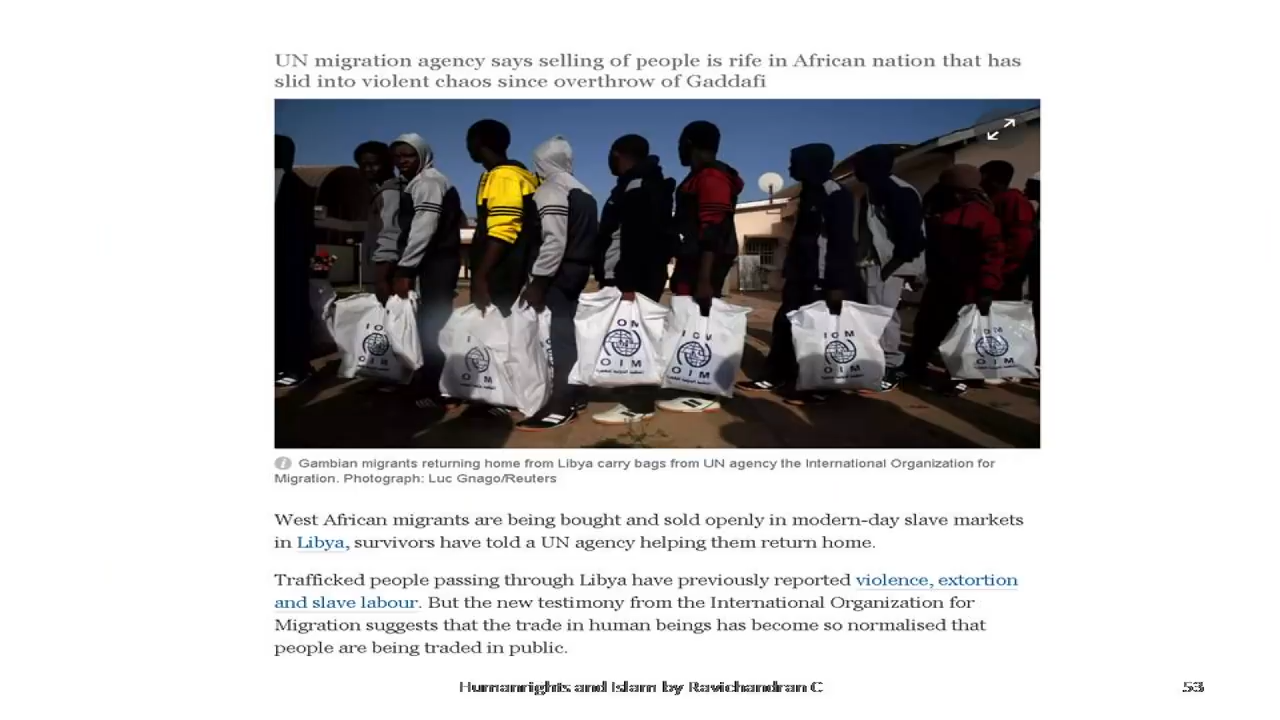 UN migration agency says selling of people is rife in African nation that has
slid into violent chaos since overthrow of Gaddafi
IOM
OIM
I
OIM
OM
OIM
IOM
OIM
IOM
OIM
IOM
OIM
Gambian migrants returning home from Libya carry bags from UN agency the International Organization for
Migration. Photograph: Luc Gnago/Reuters
West African migrants are being bought and sold openly in modern-day slave markets
in Libya, survivors have told a UN agency helping them return home.
Trafficked people passing through Libya have previously reported violence, extortion
and slave labour. But the new testimony from the International Organization for
Migration suggests that the trade in human beings has become so normalised that
people are being traded in public.
Humanrights and Islam by Ravichandran C
53